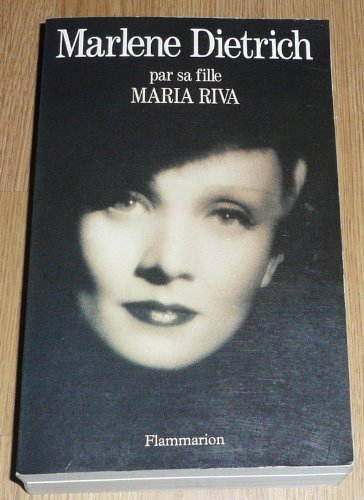 Marlene Dietrich
par sa fille
MARIA RIVA
Flammarion